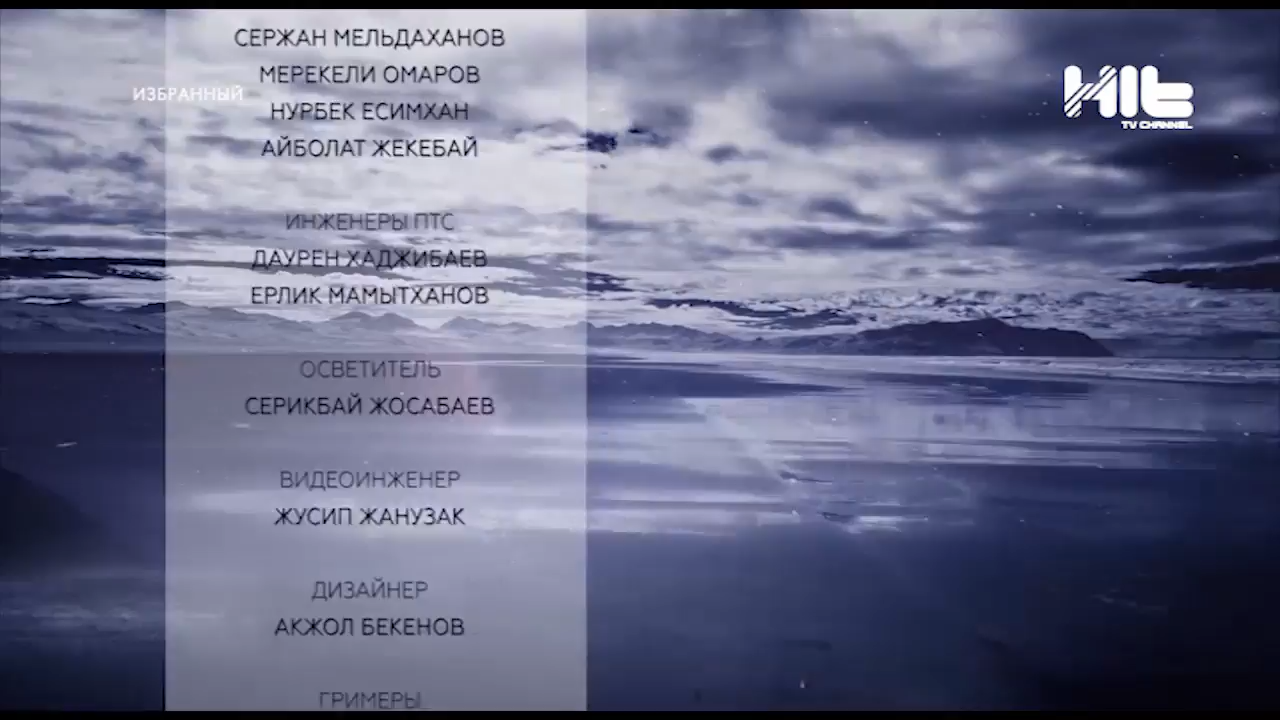 СЕРЖАН МЕЛЬДАХАНОВ
МЕРЕКЕЛИ ОМАРОВ
ИЗБРАННЫЙ
НУРБЕК ЕСИМХАН
АЙБОЛАТ ЖЕКЕБАЙ
HIt
TV CHANNEL
ИНЖЕНЕРЫ ПТС
ДАУРЕН ХАДЖИБАЕВ
ЕРЛИК МАМЫТХАНОВ
ОСВЕТИТЕЛЬ
СЕРИКБАЙ ЖОСАБАЕВ
ВИДЕОИНЖЕНЕР
ЖУСИП ЖАНУЗАК
ДИЗАЙНЕР
АКЖОЛ БЕКЕНОВ
ГРИМЕРЫ